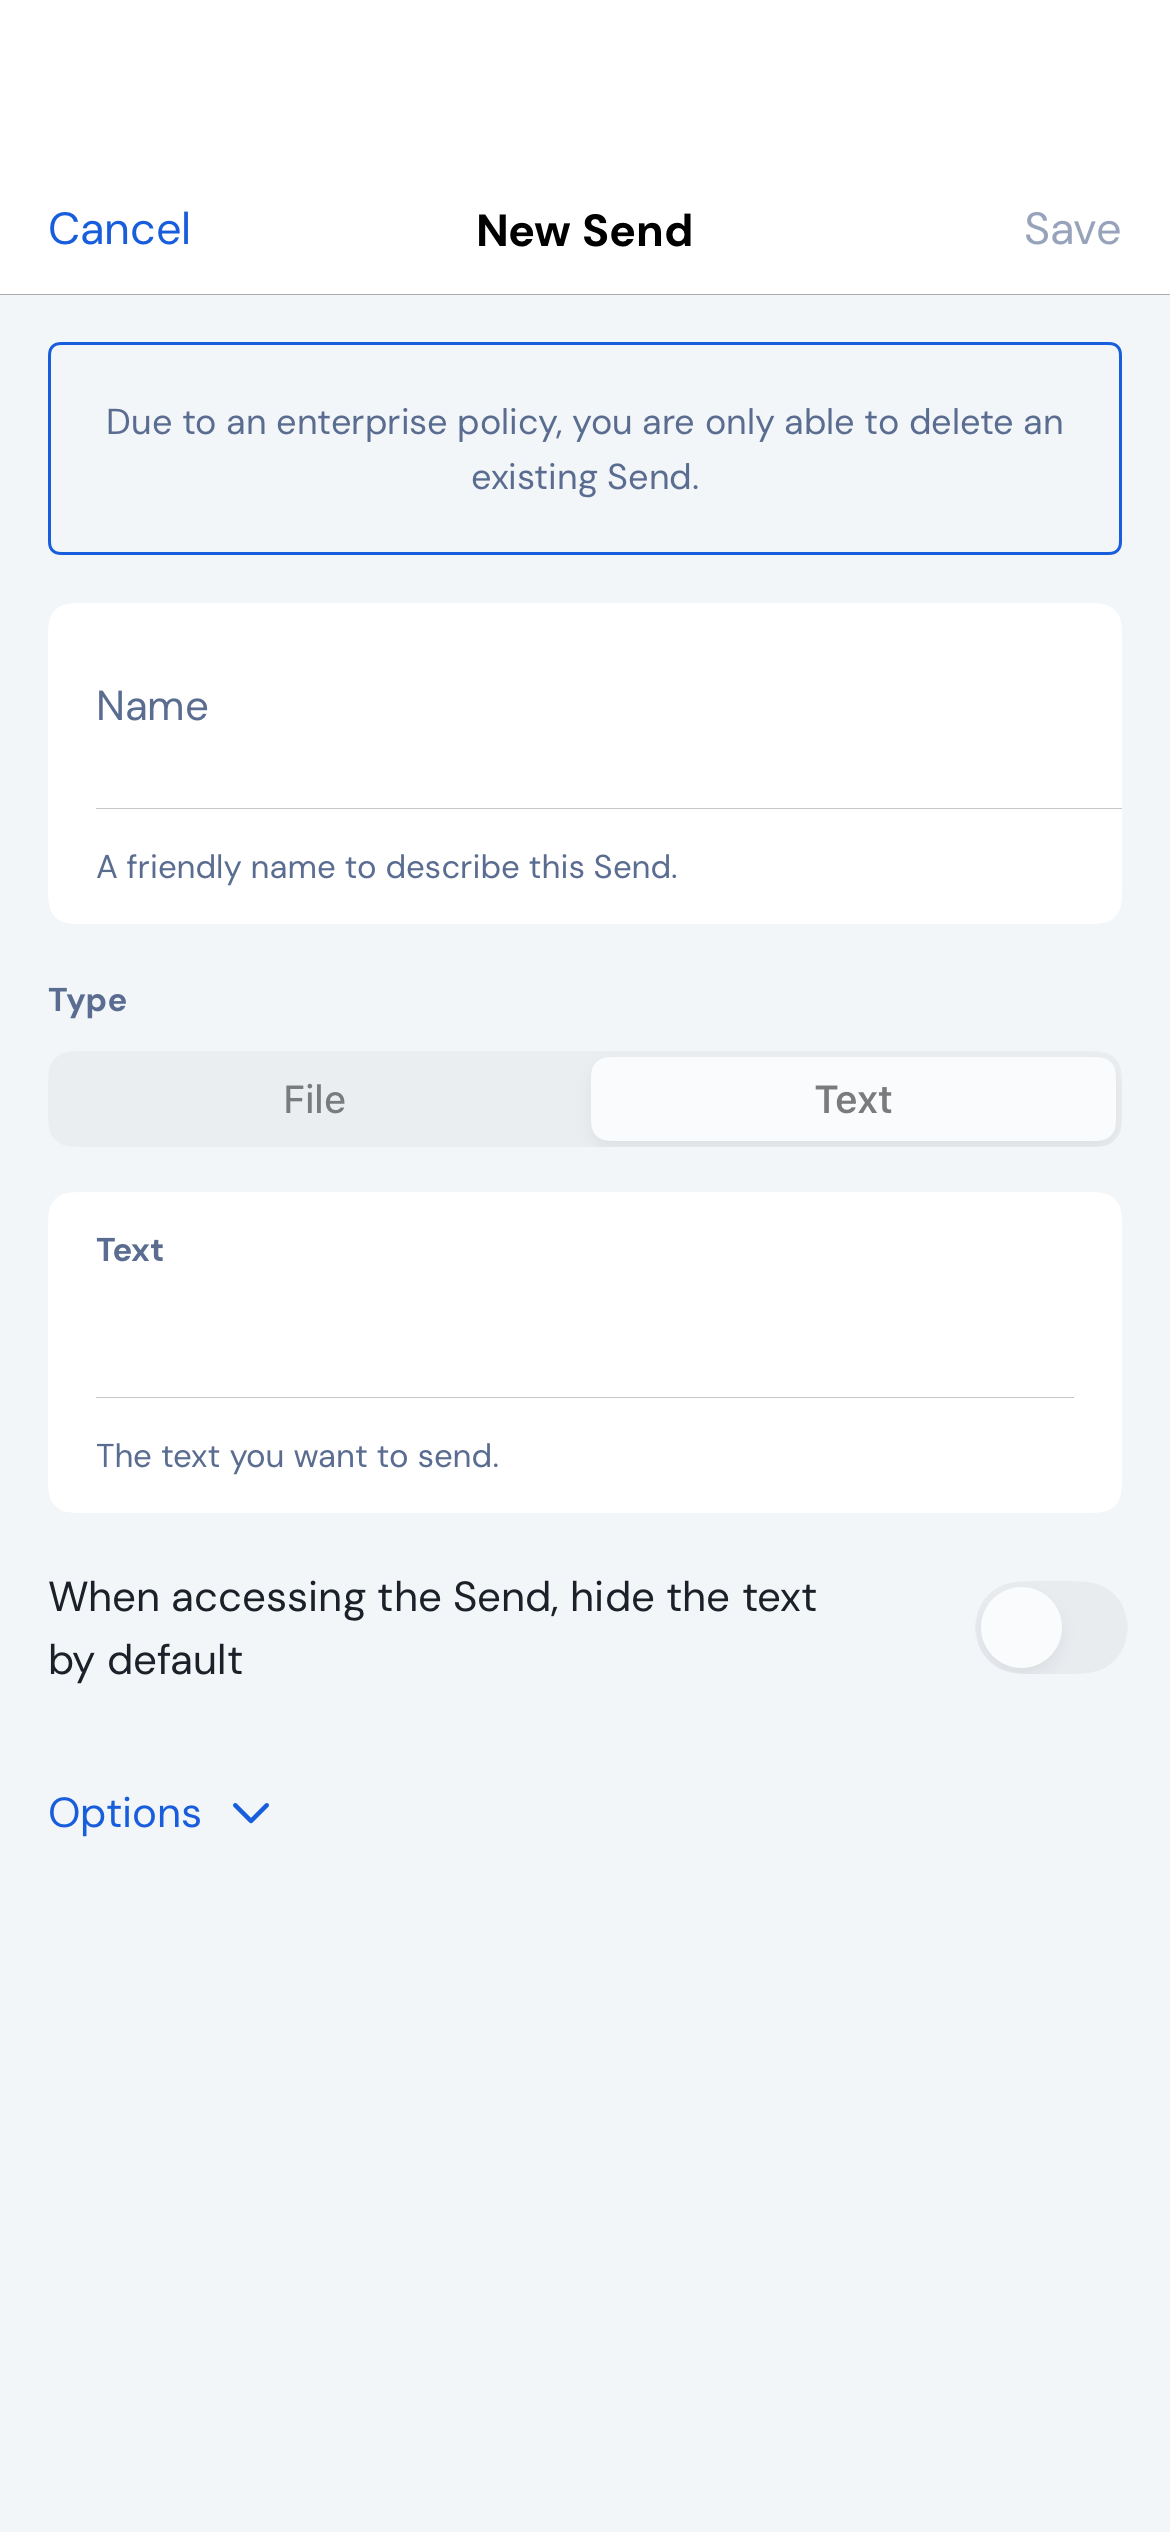 Cancel New Send Save
Due to an enterprise policy, you are only able to delete an
existing Send.
Name
A friendly name to describe this Send.
Type
File Text
Text
The text you want to send.
When accessing the Send, hide the text
by default
Options